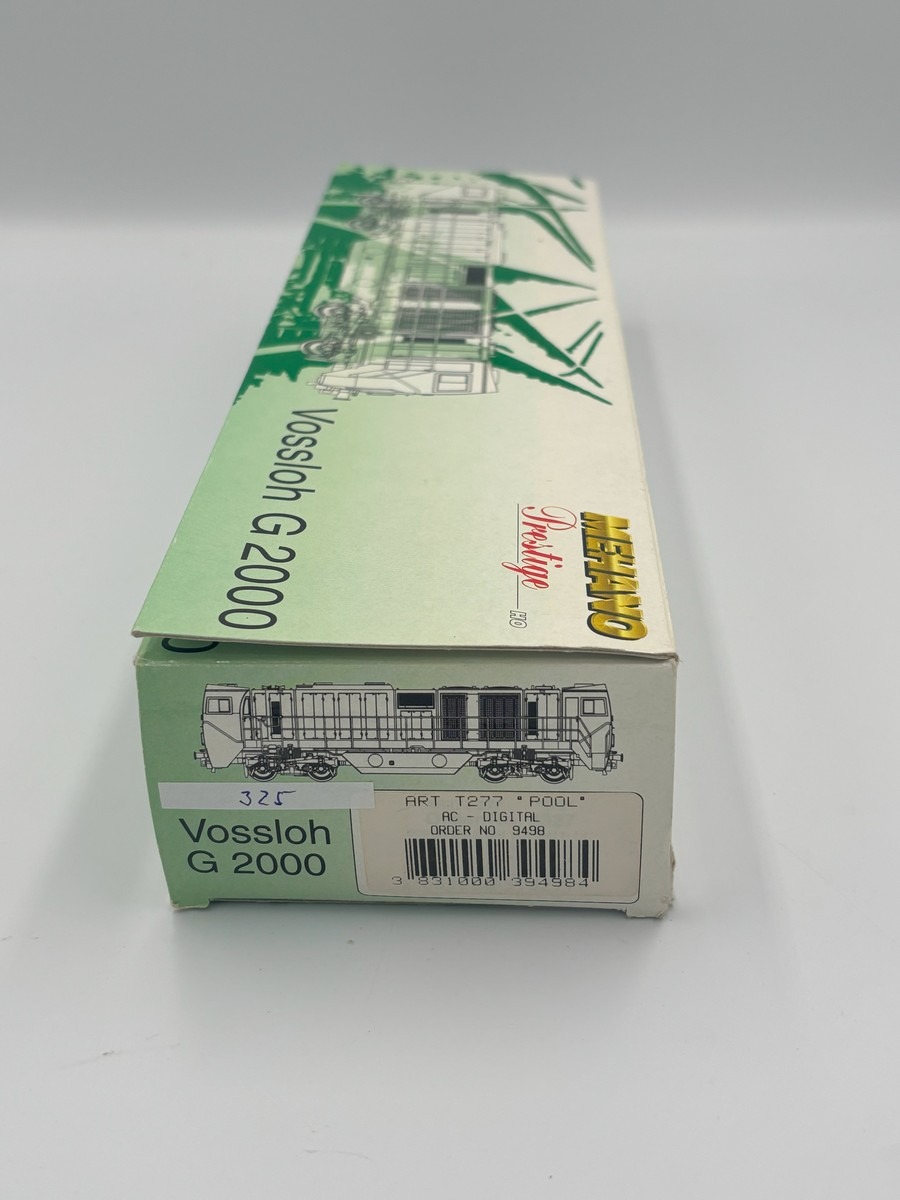 MEHANO
Prestige
HO
Vossloh G 2000
325
Vossloh
G 2000
ART T277 "POOL"
AC - DIGITAL
ORDER NO 9498
3 831000 394984